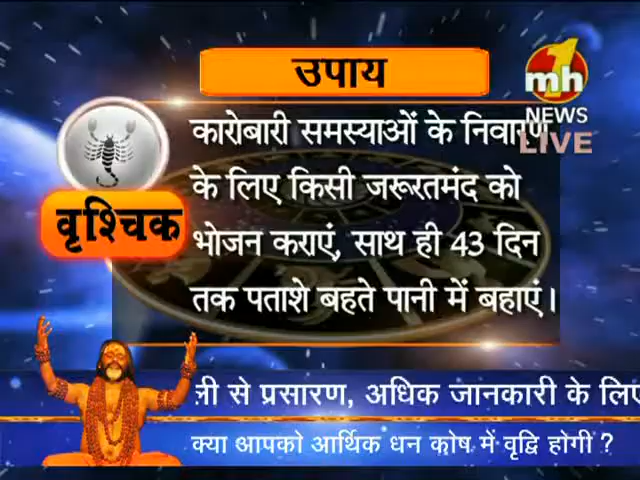 उपाय
mh1
NEWS
LIVE
कारोबारी समस्याओं के निवारण
के लिए किसी जरूरतमंद को
भोजन कराएं, साथ ही 43 दिन
तक पताशे बहते पानी में बहाएं।
वृश्चिक
ली से प्रसारण, अधिक जानकारी के लिए
क्या आपको आर्थिक धन कोष में वृद्वि होगी ?